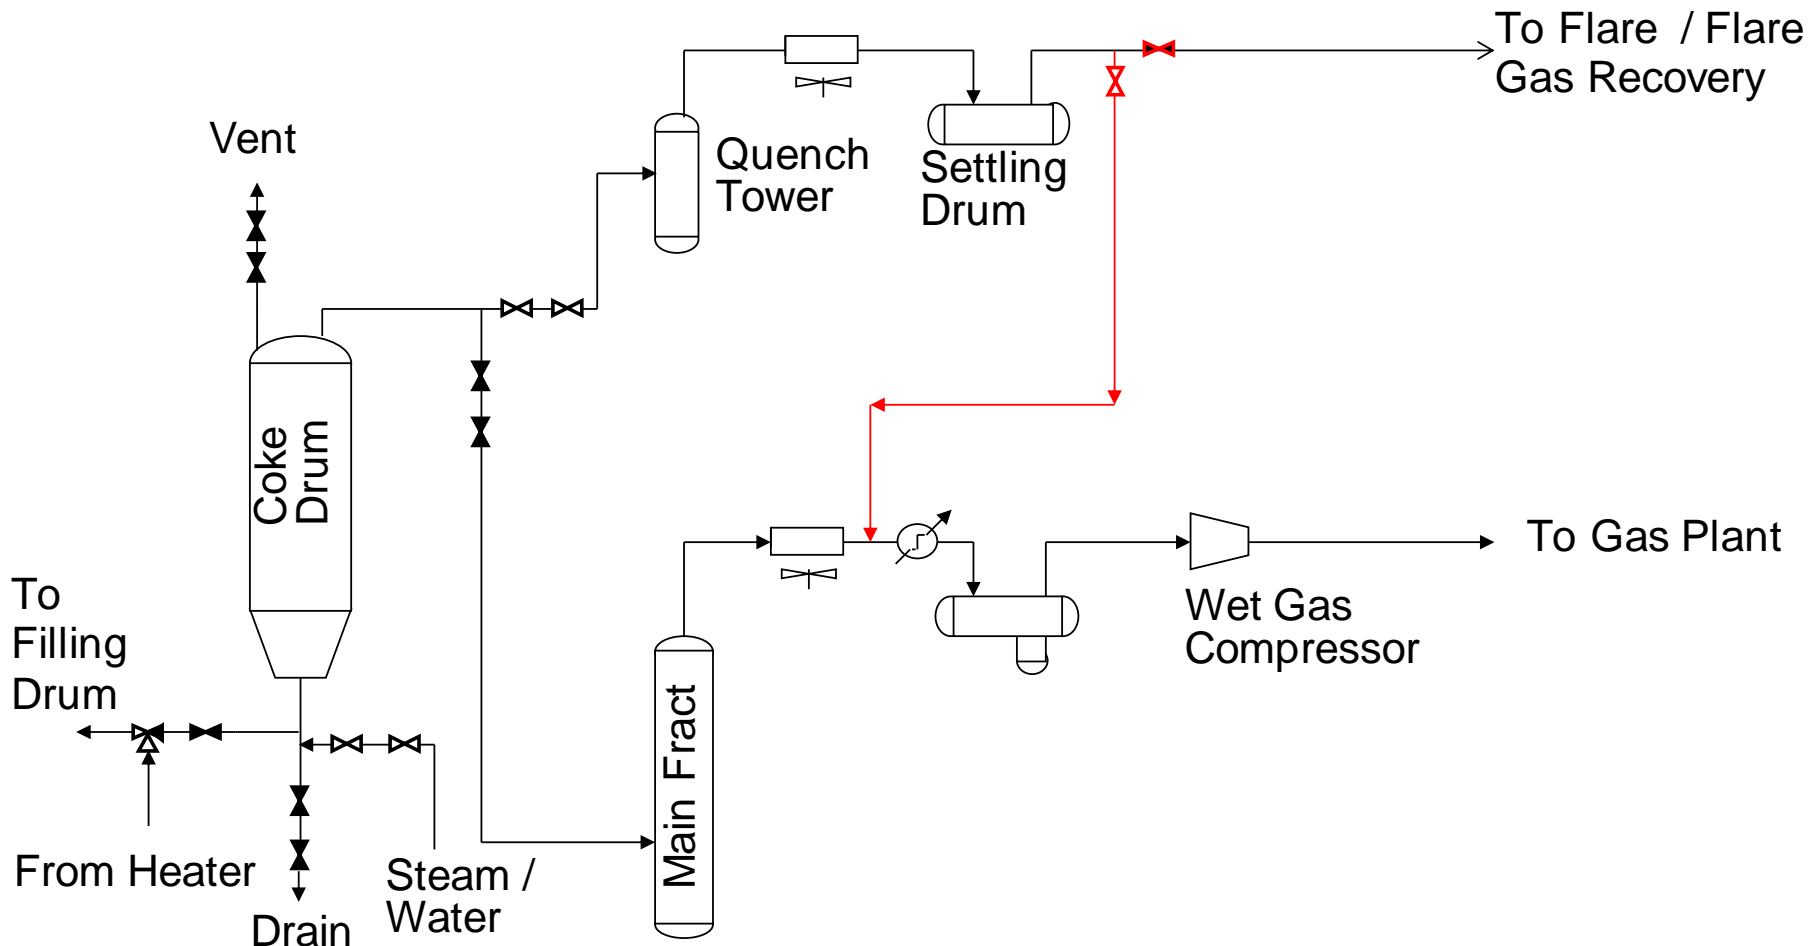 To Flare / Flare
Gas Recovery
Vent
Quench
Tower
Settling
Drum
Coke
Drum
To Gas Plant
To
Filling
Drum
Wet Gas
Compressor
Main Fract
From Heater
Steam /
Water
Drain